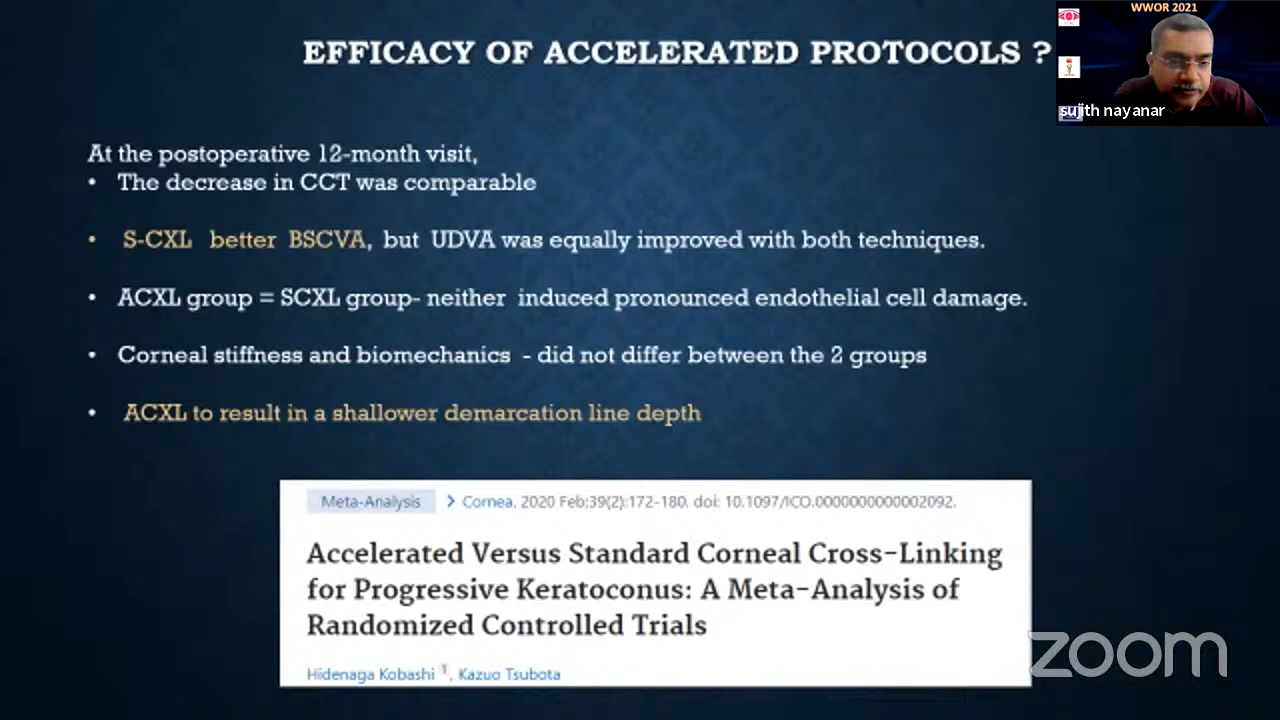 WWOR 2021
EFFICACY OF ACCELERATED PROTOCOLS ?
sujith nayanar
At the postoperative 12-month visit,
• The decrease in CCT was comparable
• S-CXL better BSCVA, but UDVA was equally improved with both techniques.
• ACXL group = SCXL group- neither induced pronounced endothelial cell damage.
• Corneal stiffness and biomechanics - did not differ between the 2 groups
• ACXL to result in a shallower demarcation line depth
Meta-Analysis > Cornea. 2020 Feb;39(2):172-180. doi: 10.1097/ICO.0000000000002092.
Accelerated Versus Standard Corneal Cross-Linking
for Progressive Keratoconus: A Meta-Analysis of
Randomized Controlled Trials
Hidenaga Kobashi 1, Kazuo Tsubota
zoom